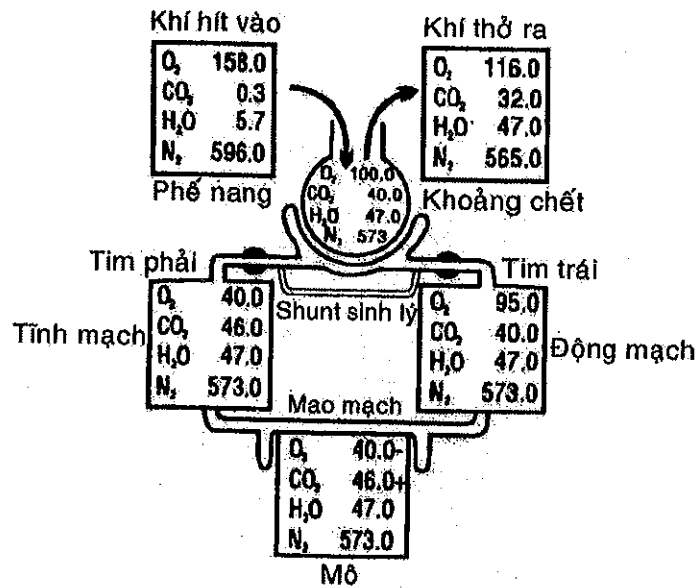 Khí hít vào
O₂ 158.0
CO₂ 0.3
H₂O 5.7
N₂ 596.0
Phế nang
Khí thở ra
O₂ 116.0
CO₂ 32.0
H₂O 47.0
N₂ 565.0
Khoảng chết
O₂ 100.0
CO₂ 40.0
H₂O 47.0
N₂ 573
Tim phải
Tim trái
Shunt sinh lý
Tĩnh mạch
O₂ 40.0
CO₂ 46.0
H₂O 47.0
N₂ 573.0
O₂ 95.0
CO₂ 40.0
H₂O 47.0
N₂ 573.0
Động mạch
Mao mạch
O₂ 40.0-
CO₂ 46.0+
H₂O 47.0
N₂ 573.0
Mô